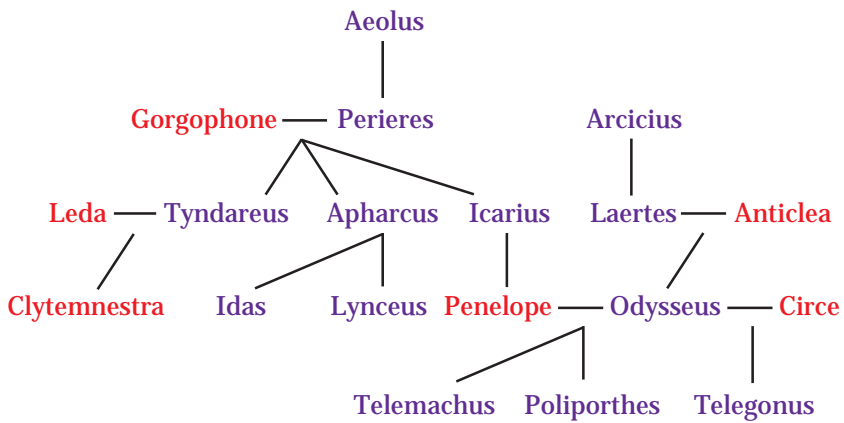 Aeolus
Gorgophone Perieres Arcicius
Leda Tyndareus Apharcus Icarius Laertes Anticlea
Clytemnestra Idas Lynceus Penelope Odysseus Circe
Telemachus Poliporthes Telegonus